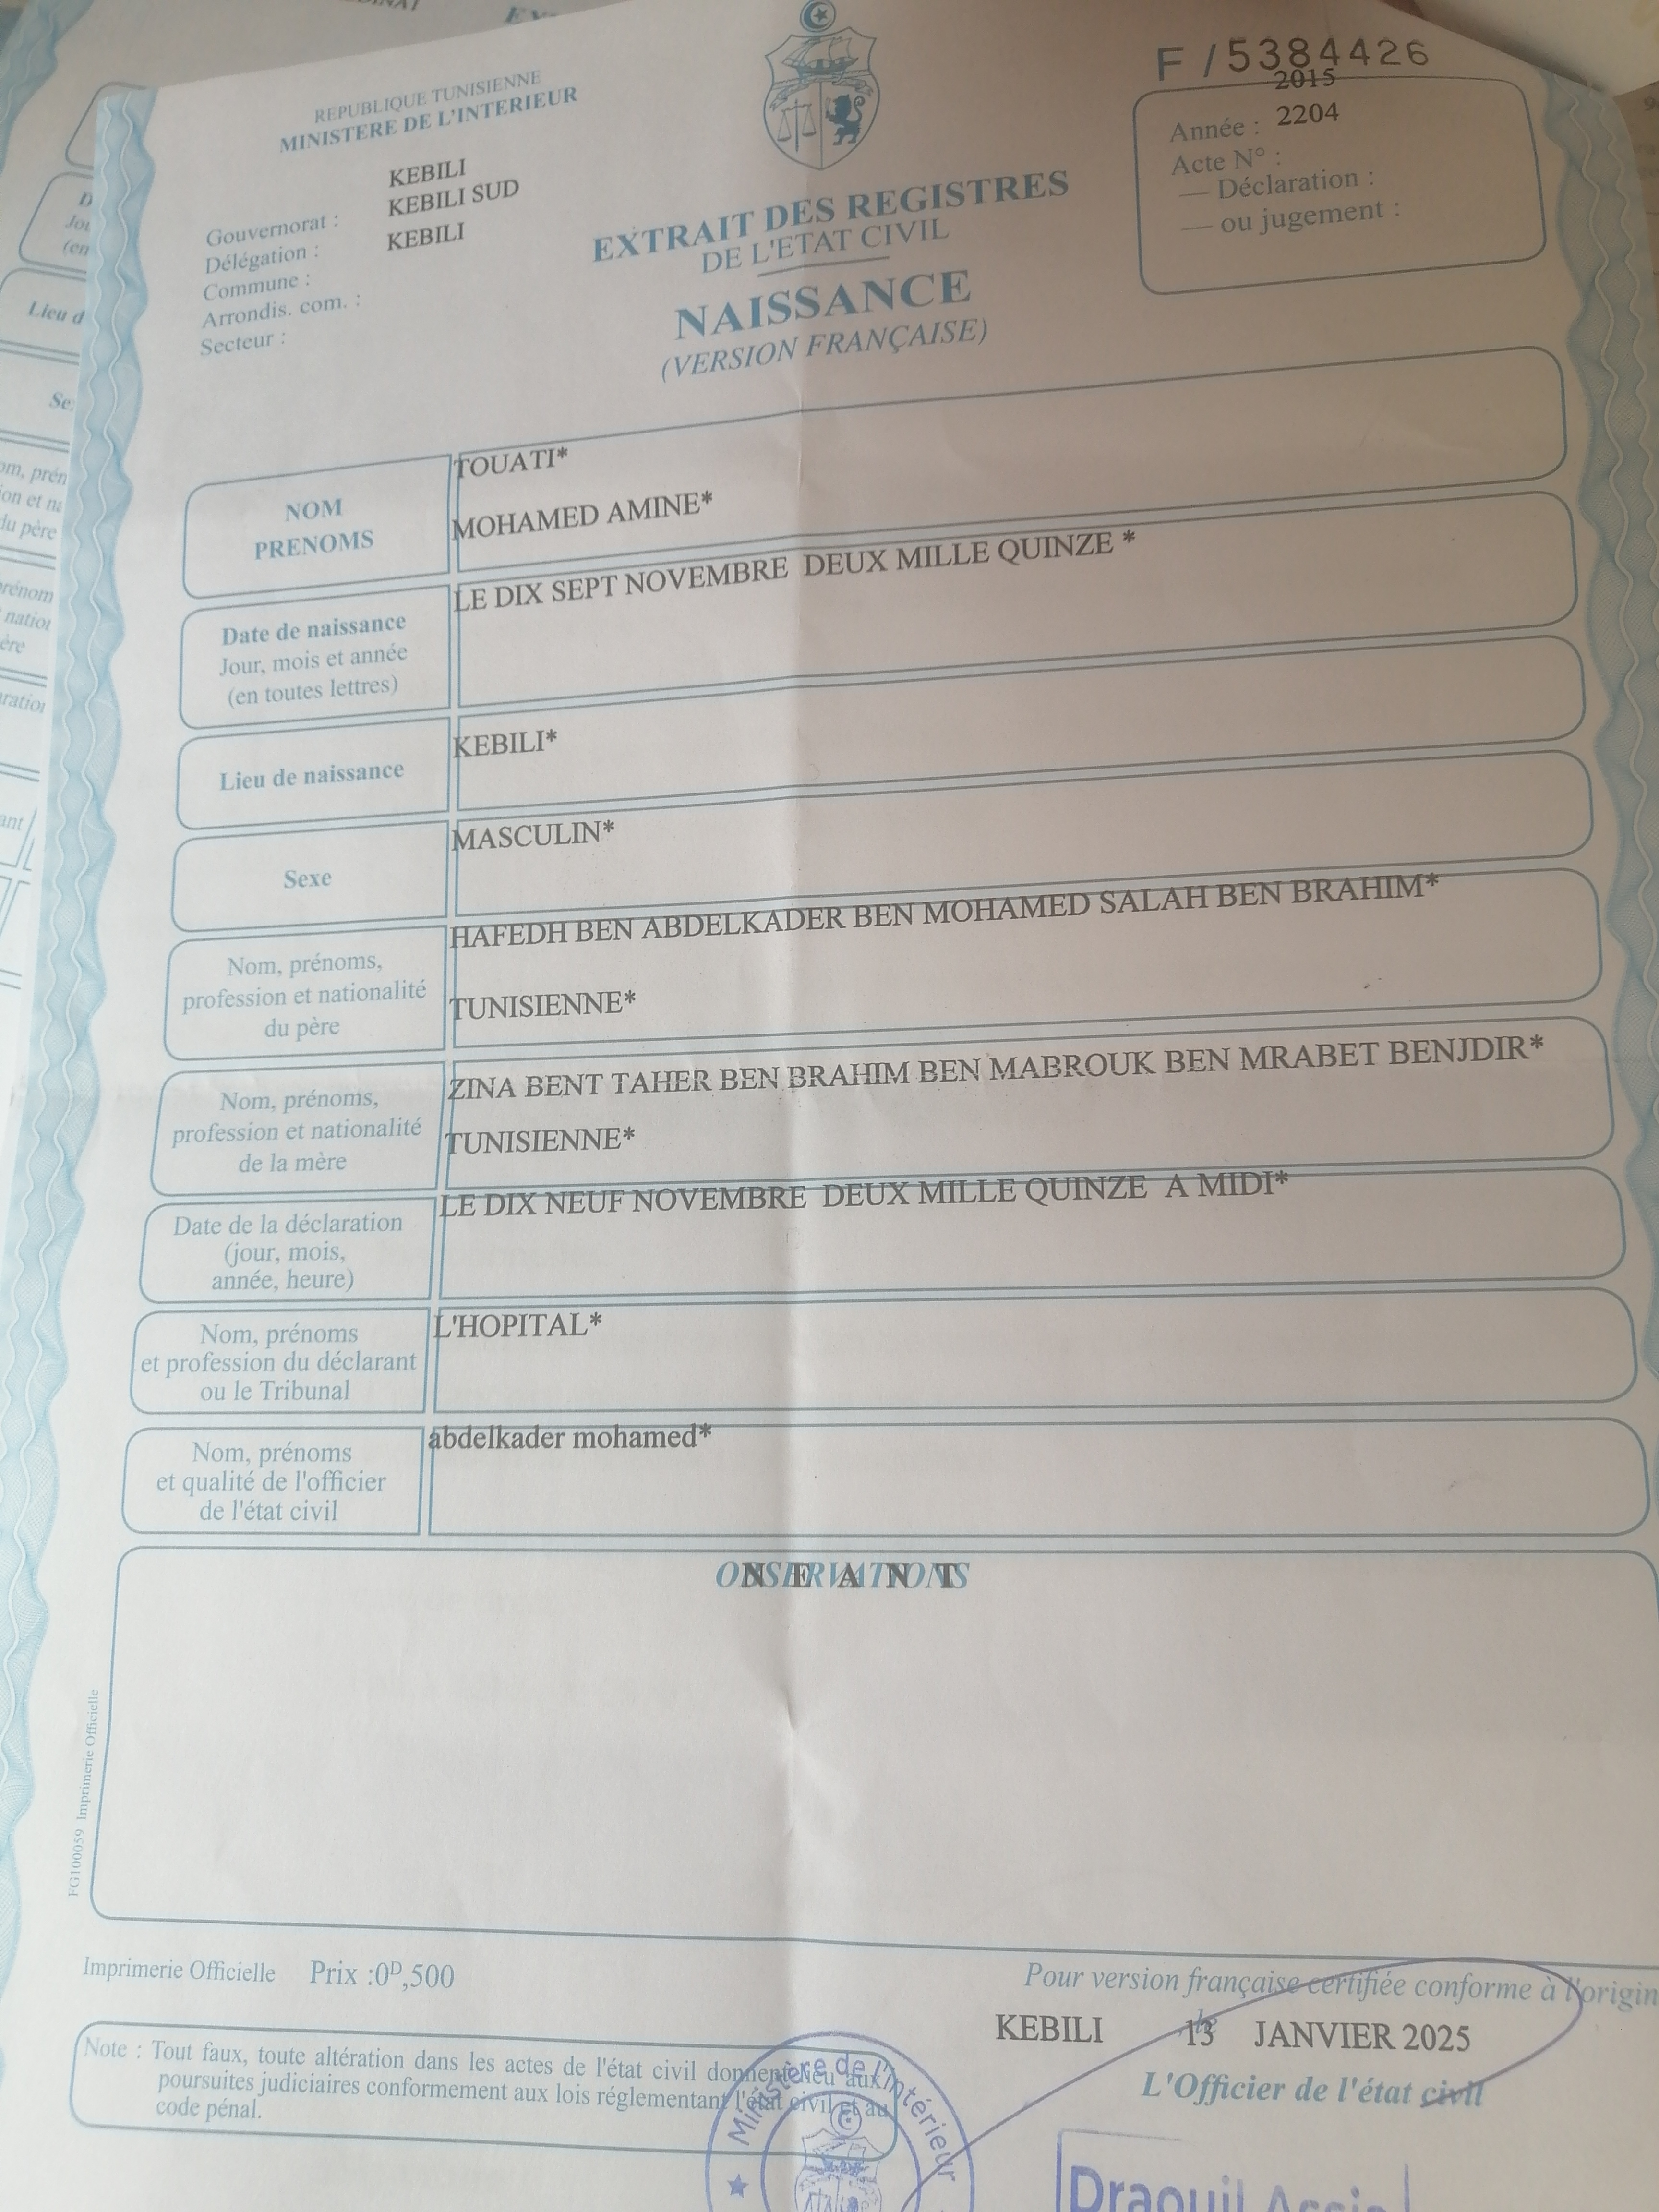 F / 5384426
REPUBLIQUE TUNISIENNE
MINISTERE DE L'INTERIEUR
KEBILI
KEBILI SUD
KEBILI
Gouvernorat :
Délégation :
Commune :
Arrondis. com. :
Secteur :
EXTRAIT DES REGISTRES
DE L'ETAT CIVIL
NAISSANCE
(VERSION FRANÇAISE)
2015
Année : 2204
Acte N° :
— Déclaration :
— ou jugement :
NOM
PRENOMS
TOUATI*
MOHAMED AMINE*
Date de naissance
Jour, mois et année
(en toutes lettres)
LE DIX SEPT NOVEMBRE DEUX MILLE QUINZE *
Lieu de naissance
KEBILI*
Sexe
MASCULIN*
Nom, prénoms,
profession et nationalité
du père
HAFEDH BEN ABDELKADER BEN MOHAMED SALAH BEN BRAHIM*
TUNISIENNE*
Nom, prénoms,
profession et nationalité
de la mère
ZINA BENT TAHER BEN BRAHIM BEN MABROUK BEN MRABET BENJDIR*
TUNISIENNE*
Date de la déclaration
(jour, mois,
année, heure)
LE DIX NEUF NOVEMBRE DEUX MILLE QUINZE A MIDI*
Nom, prénoms
et profession du déclarant
ou le Tribunal
L'HOPITAL*
Nom, prénoms
et qualité de l'officier
de l'état civil
abdelkader mohamed*
OBSERVATIONS
N E A N T
FG100059 Imprimerie Officielle
Imprimerie Officielle Prix :0D,500
Pour version française certifiée conforme à l'origin
KEBILI le 13 JANVIER 2025
L'Officier de l'état civil
Note : Tout faux, toute altération dans les actes de l'état civil donnent lieu aux
poursuites judiciaires conformement aux lois réglementant l'état civil et au
code pénal.
Ministère de l'Intérieur
Draouil Assia